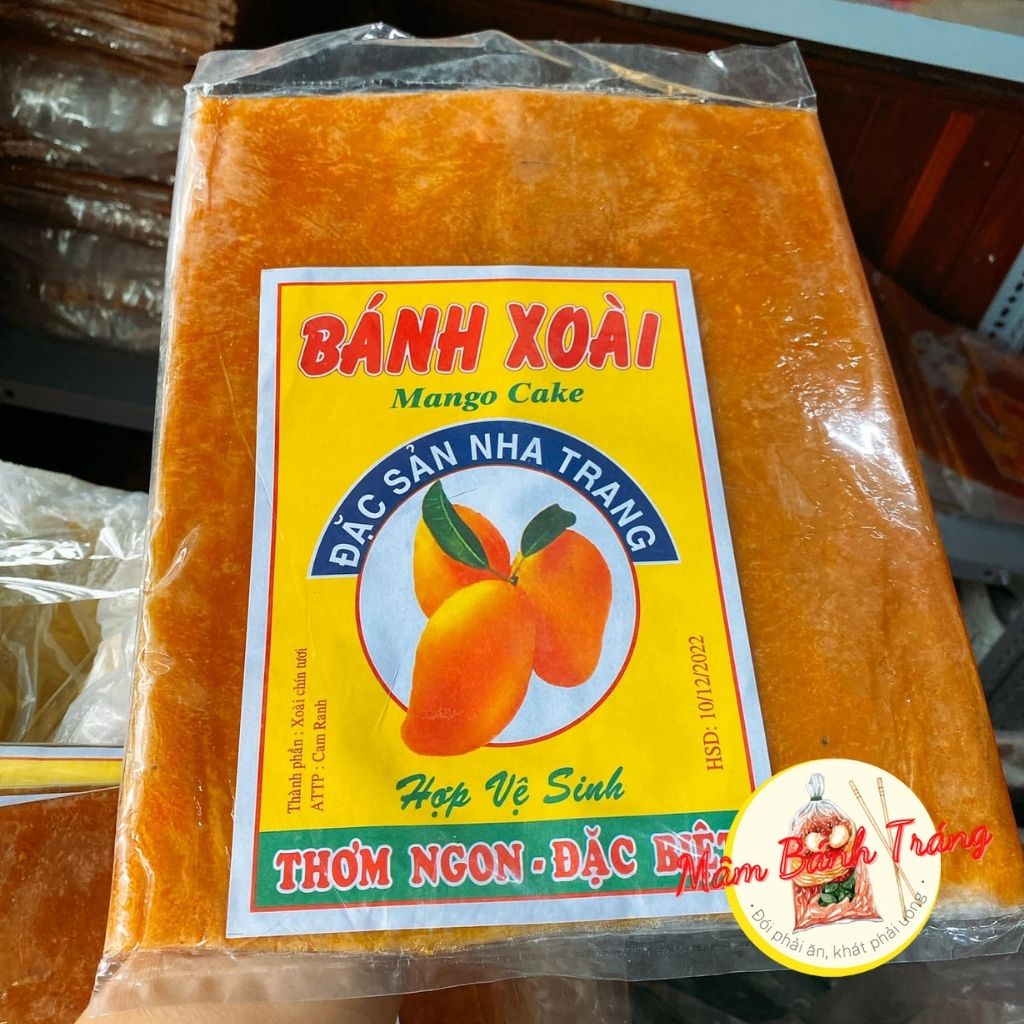 BÁNH XOÀI
Mango Cake
ĐẶC SẢN NHA TRANG
Thành phần : Xoài chín tươi
ATTP : Cam Ranh
HSD: 10/12/2022
Hợp Vệ Sinh
THƠM NGON - ĐẶC BIỆT
Mâm Bánh Tráng
· Đói phải ăn, khát phải uống ·